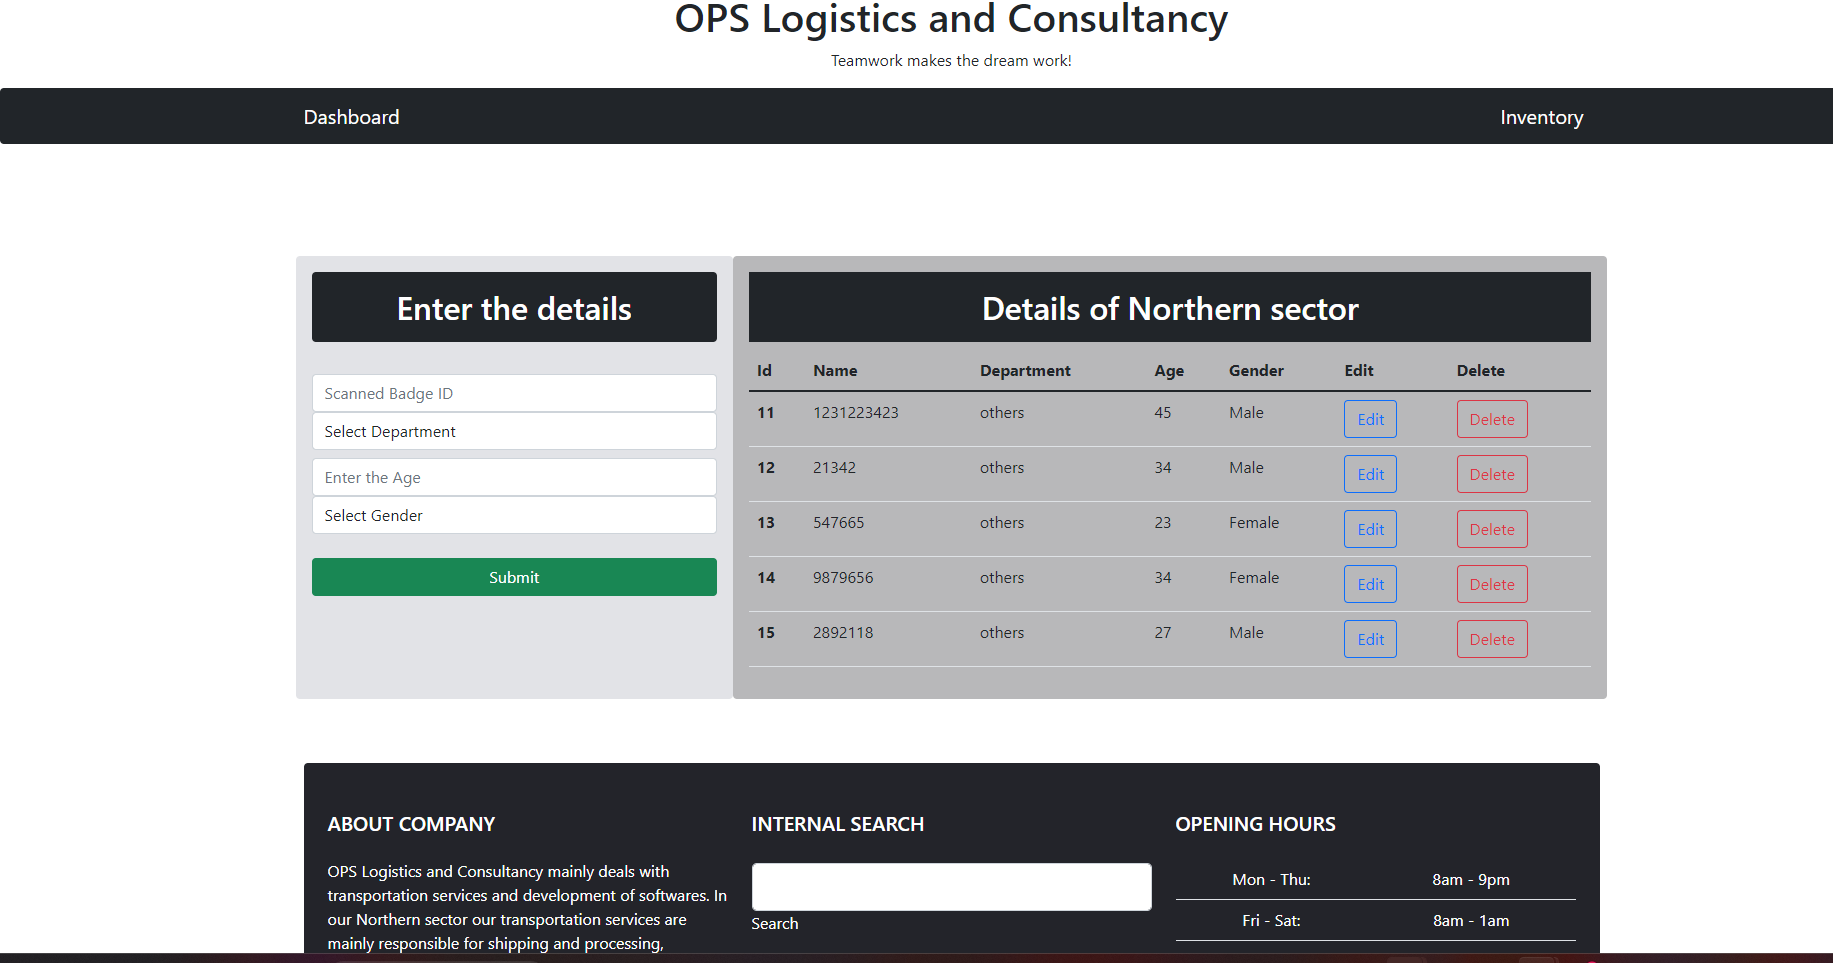 OPS Logistics and Consultancy
Teamwork makes the dream work!
Dashboard Inventory
Enter the details
Scanned Badge ID
Select Department
Enter the Age
Select Gender
Submit
Details of Northern sector
Id Name Department Age Gender Edit Delete
11 1231223423 others 45 Male Edit Delete
12 21342 others 34 Male Edit Delete
13 547665 others 23 Female Edit Delete
14 9879656 others 34 Female Edit Delete
15 2892118 others 27 Male Edit Delete
ABOUT COMPANY
OPS Logistics and Consultancy mainly deals with
transportation services and development of softwares. In
our Northern sector our transportation services are
mainly responsible for shipping and processing,
INTERNAL SEARCH
Search
OPENING HOURS
Mon - Thu: 8am - 9pm
Fri - Sat: 8am - 1am